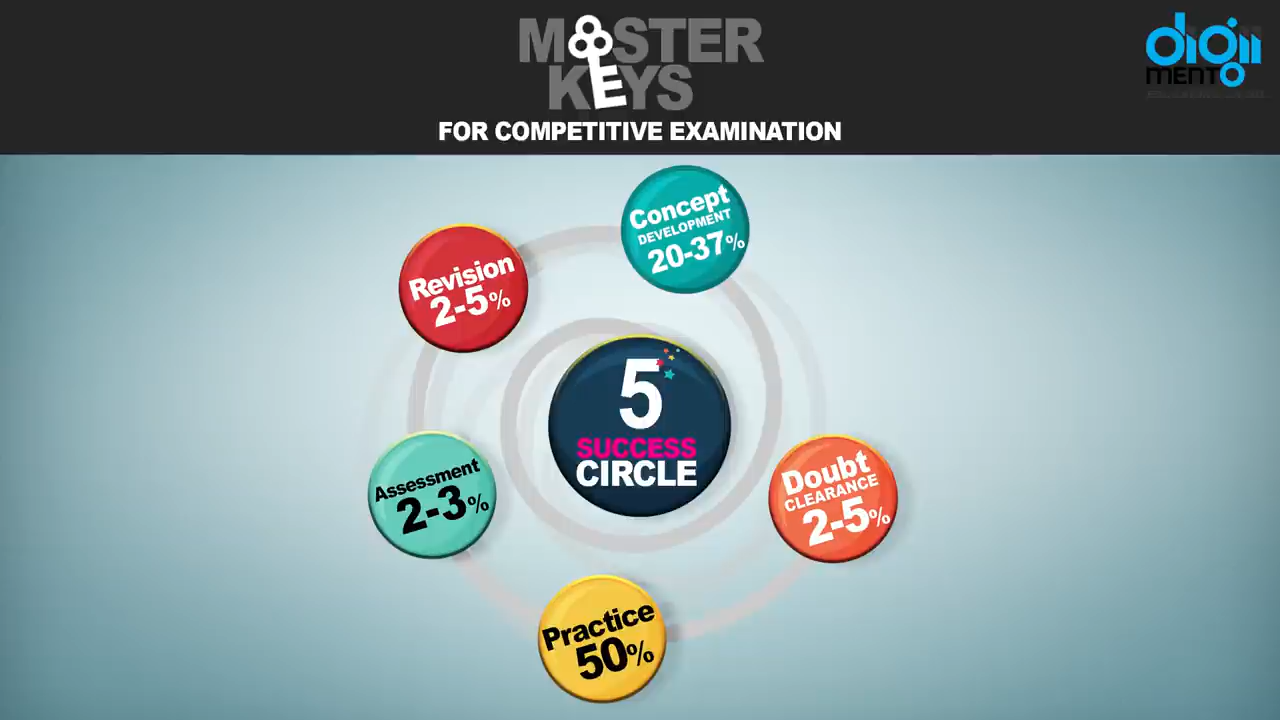 MASTER
KEYS
FOR COMPETITIVE EXAMINATION
digii
MENTO
Concept
DEVELOPMENT
20-37%
Revision
2-5%
5
SUCCESS
CIRCLE
Assessment
2-3%
Doubt
CLEARANCE
2-5%
Practice
50%